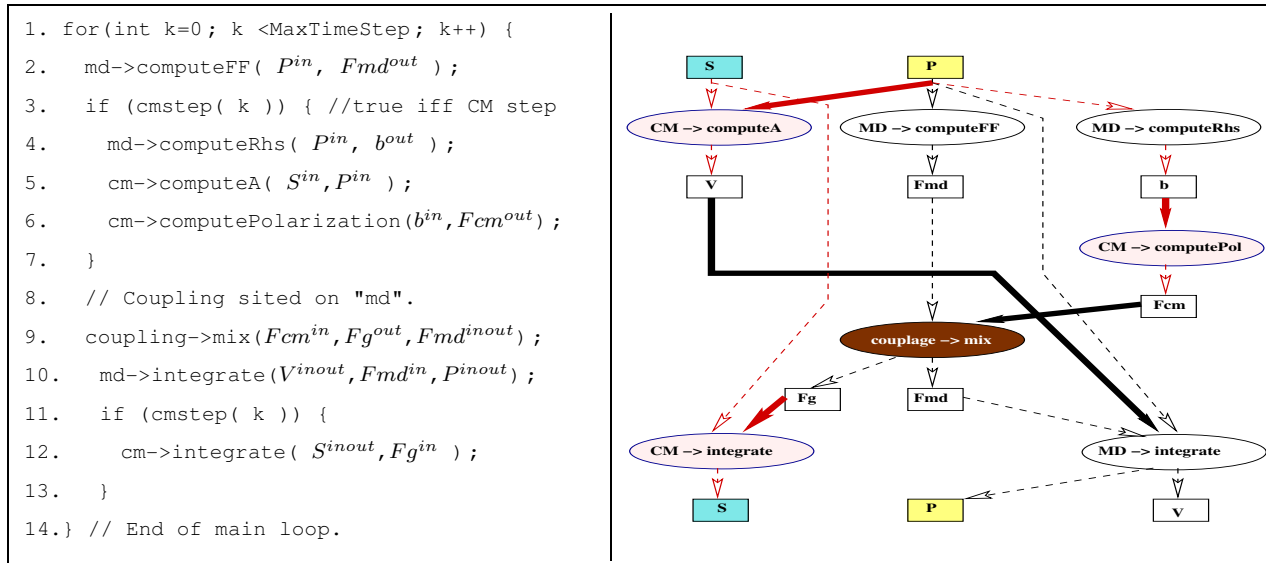 1. for(int k=0; k <MaxTimeStep; k++) {
2. md->computeFF( P^in, Fmd^out );
3. if (cmstep( k )) { //true iff CM step
4. md->computeRhs( P^in, b^out );
5. cm->computeA( S^in,P^in );
6. cm->computePolarization(b^in,Fcm^out);
7. }
8. // Coupling sited on "md".
9. coupling->mix(Fcm^in,Fg^out,Fmd^inout);
10. md->integrate(V^inout,Fmd^in,P^inout);
11. if (cmstep( k )) {
12. cm->integrate( S^inout,Fg^in );
13. }
14.} // End of main loop.
S
P
CM –> computeA
MD –> computeFF
MD –> computeRhs
V
Fmd
b
CM –> computePol
Fcm
couplage –> mix
Fg
Fmd
CM –> integrate
MD –> integrate
S
P
V